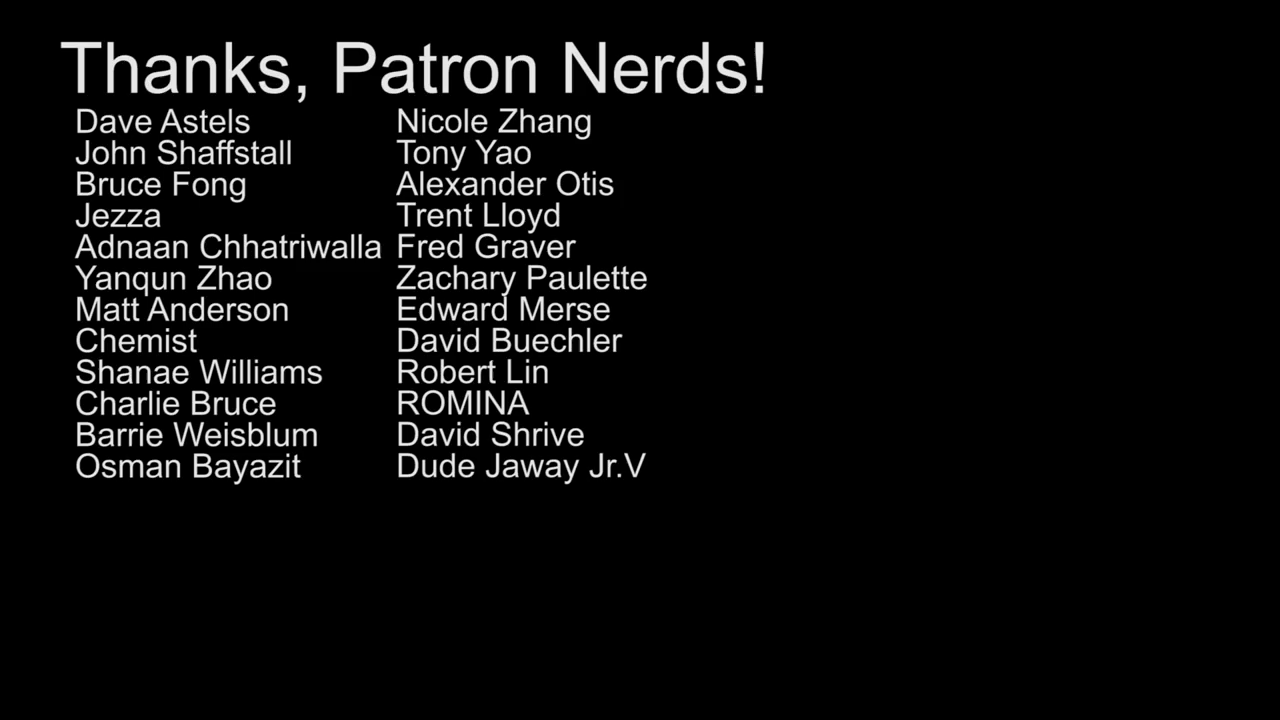 Thanks, Patron Nerds!
Dave Astels
John Shaffstall
Bruce Fong
Jezza
Adnaan Chhatriwalla
Yanqun Zhao
Matt Anderson
Chemist
Shanae Williams
Charlie Bruce
Barrie Weisblum
Osman Bayazit
Nicole Zhang
Tony Yao
Alexander Otis
Trent Lloyd
Fred Graver
Zachary Paulette
Edward Merse
David Buechler
Robert Lin
ROMINA
David Shrive
Dude Jaway Jr.V